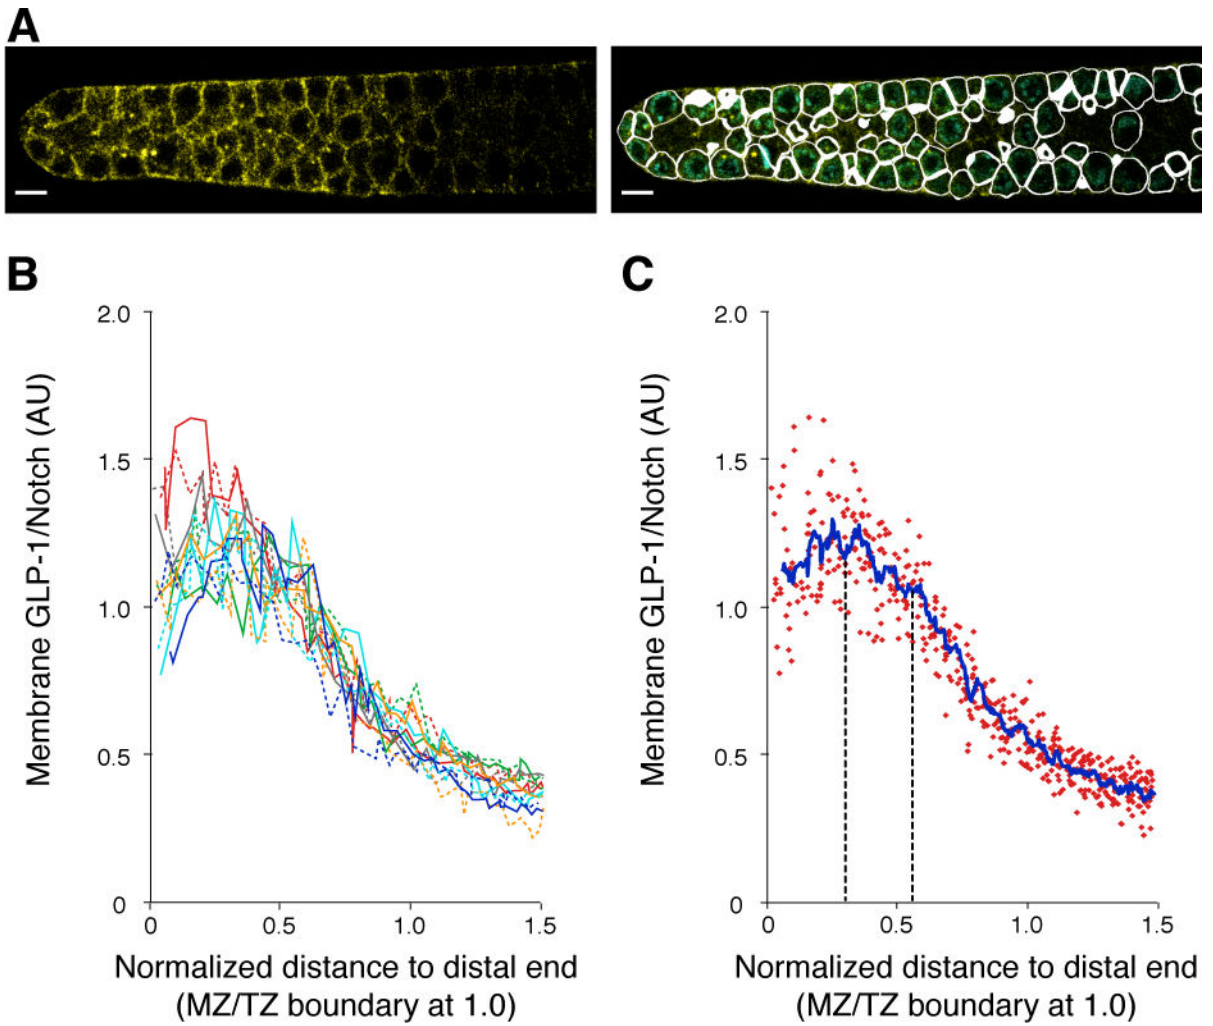 A
B
C
2.0
1.5
1.0
0.5
0
0
0.5
1.0
1.5
Membrane GLP-1/Notch (AU)
Normalized distance to distal end
(MZ/TZ boundary at 1.0)
2.0
1.5
1.0
0.5
0
0
0.5
1.0
1.5
Membrane GLP-1/Notch (AU)
Normalized distance to distal end
(MZ/TZ boundary at 1.0)